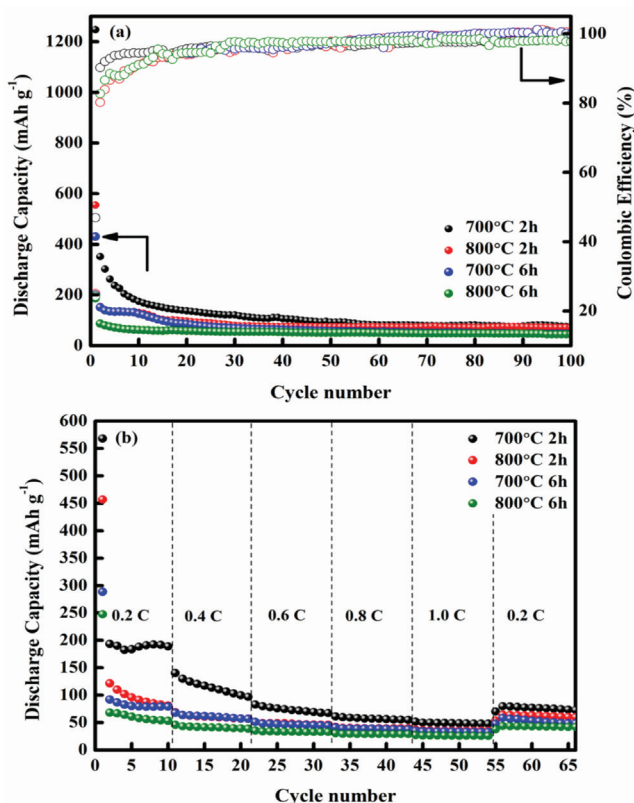 (a)
1200
1000
800
600
400
200
0
100
80
60
40
20
Discharge Capacity (mAh g⁻¹)
Coulombic Efficiency (%)
700°C 2h
800°C 2h
700°C 6h
800°C 6h
0 10 20 30 40 50 60 70 80 90 100
Cycle number
(b)
600
550
500
450
400
350
300
250
200
150
100
50
0
Discharge Capacity (mAh g⁻¹)
700°C 2h
800°C 2h
700°C 6h
800°C 6h
0.2 C 0.4 C 0.6 C 0.8 C 1.0 C 0.2 C
0 5 10 15 20 25 30 35 40 45 50 55 60 65
Cycle number